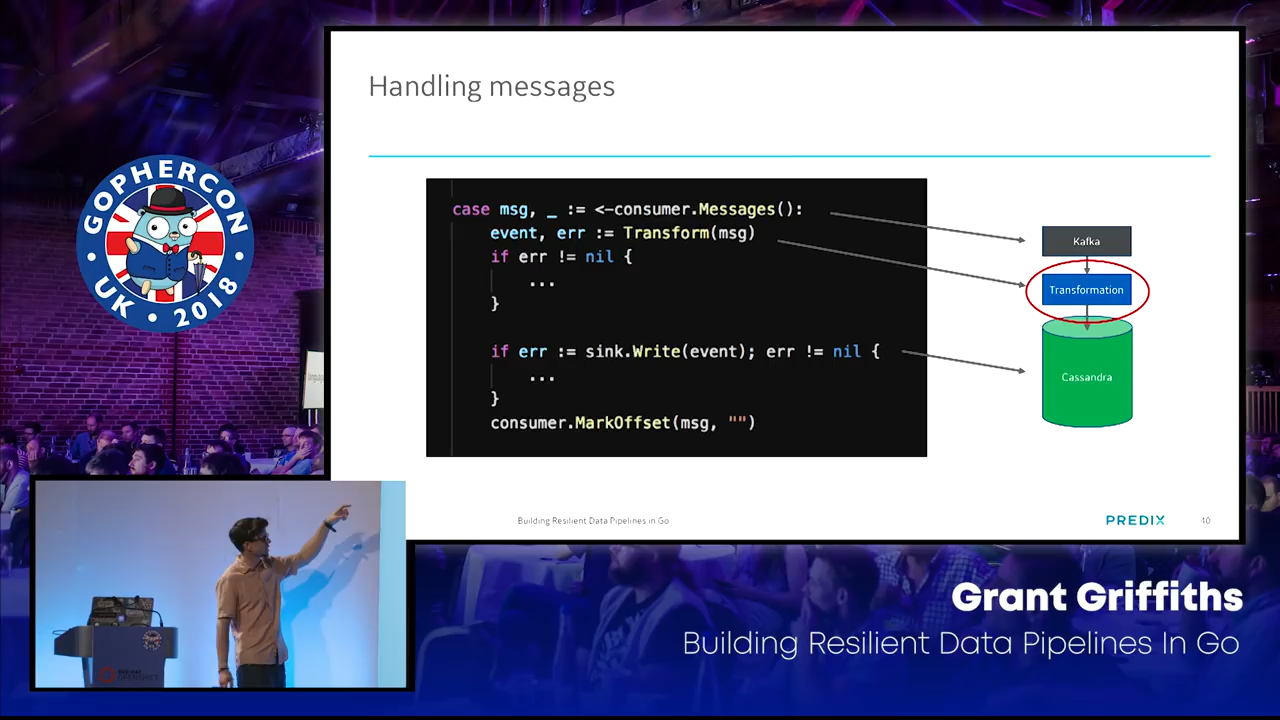 Handling messages
case msg, _ := <-consumer.Messages():
event, err := Transform(msg)
if err != nil {
...
}
if err := sink.Write(event); err != nil {
...
}
consumer.MarkOffset(msg, "")
Kafka
Transformation
Cassandra
Building Resilient Data Pipelines in Go
PREDIX
40
GOPHERCON
UK • 2018
Grant Griffiths
Building Resilient Data Pipelines In Go